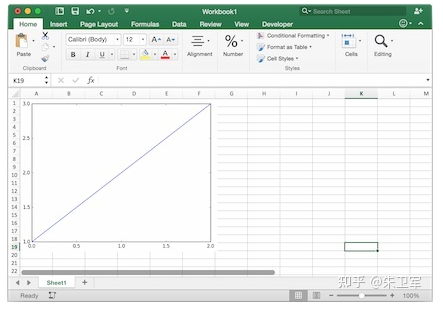 Workbook1
Search Sheet
Home Insert Page Layout Formulas Data Review View Developer
Paste
Calibri (Body) 12 A A
B I U A
Alignment
Number
%
Conditional Formatting
Format as Table
Cell Styles
Cells
Editing
Clipboard Font Styles
K19 fx
A B C D E F G H I J K L M
1
2
3
4
5
6
7
8
9
10
11
12
13
14
15
16
17
18
19
20
21
22
3.0
2.5
2.0
1.5
1.0
0.0 0.5 1.0 1.5 2.0
知乎 @朱卫军
Sheet1 +
Ready
100%